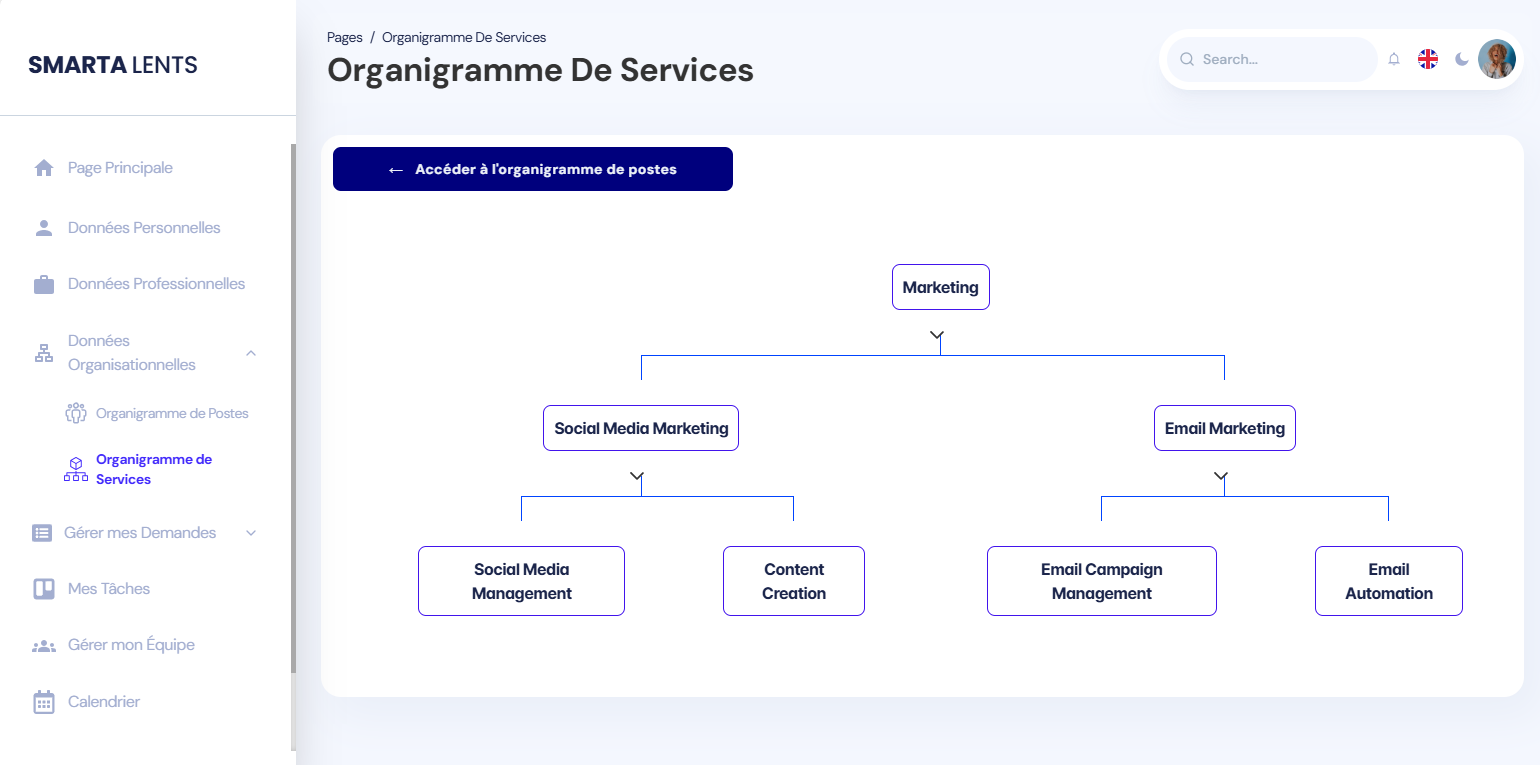 SMARTA LENTS
Page Principale
Données Personnelles
Données Professionnelles
Données
Organisationnelles
Organigramme de Postes
Organigramme de
Services
Gérer mes Demandes
Mes Tâches
Gérer mon Équipe
Calendrier
Pages / Organigramme De Services
Organigramme De Services
Search...
← Accéder à l'organigramme de postes
Marketing
Social Media Marketing
Email Marketing
Social Media
Management
Content
Creation
Email Campaign
Management
Email
Automation